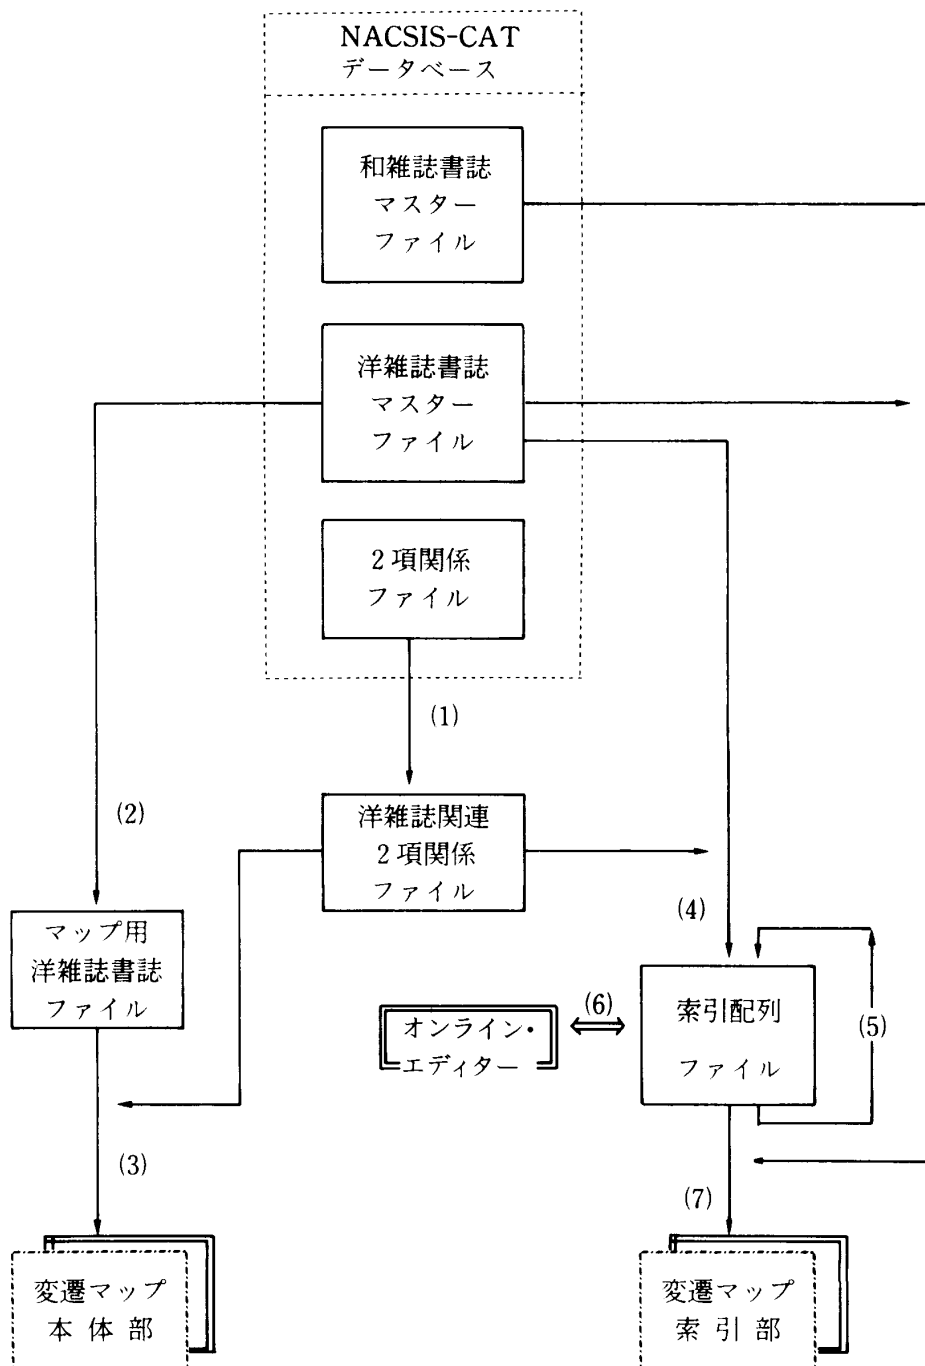 NACSIS-CAT
データベース
和雑誌書誌
マスター
ファイル
洋雑誌書誌
マスター
ファイル
2項関係
ファイル
(1)
(2)
洋雑誌関連
2項関係
ファイル
(4)
マップ用
洋雑誌書誌
ファイル
オンライン・
エディター
(6)
索引配列
ファイル
(5)
(3)
(7)
変遷マップ
本体部
変遷マップ
索引部